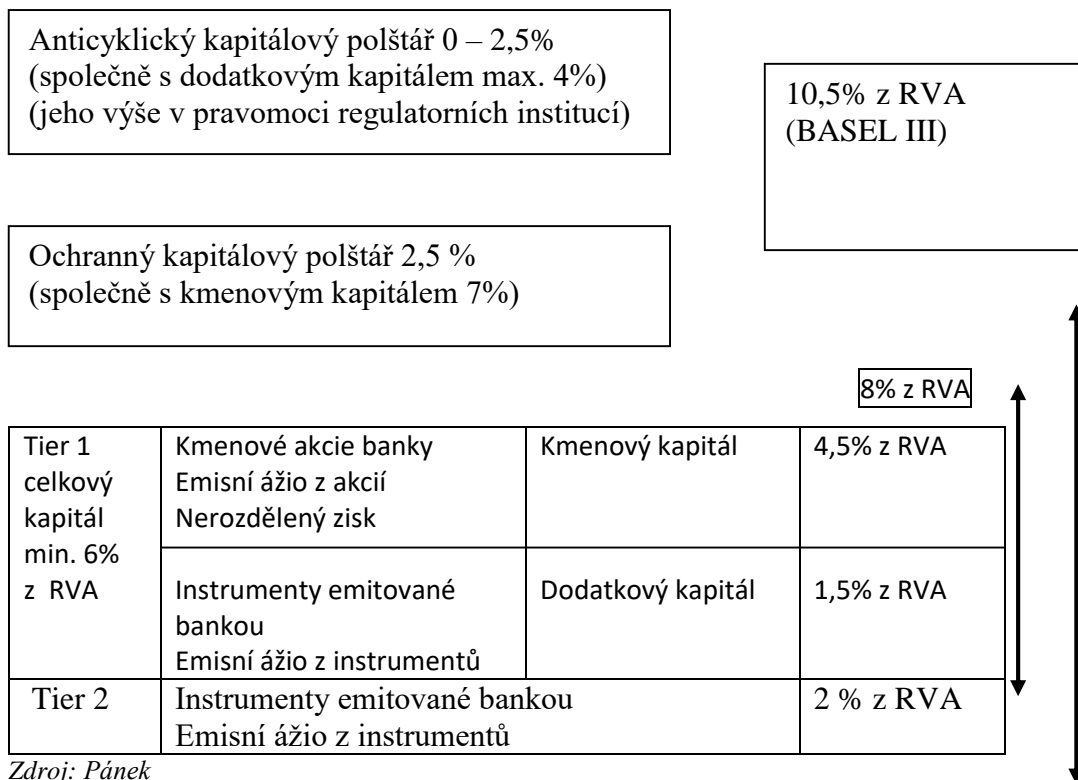 Anticyklický kapitálový polštář 0 – 2,5%
(společně s dodatkovým kapitálem max. 4%)
(jeho výše v pravomoci regulatorních institucí)
10,5% z RVA
(BASEL III)
Ochranný kapitálový polštář 2,5 %
(společně s kmenovým kapitálem 7%)
8% z RVA
Tier 1
celkový
kapitál
min. 6%
z RVA
Kmenové akcie banky
Emisní ážio z akcií
Nerozdělený zisk
Kmenový kapitál
4,5% z RVA
Instrumenty emitované
bankou
Emisní ážio z instrumentů
Dodatkový kapitál
1,5% z RVA
Tier 2
Instrumenty emitované bankou
Emisní ážio z instrumentů
2 % z RVA
Zdroj: Pánek